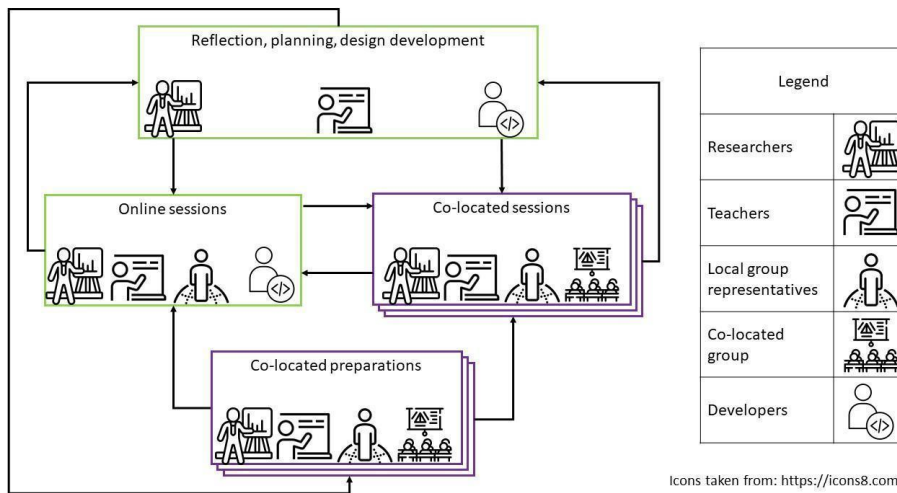 Reflection, planning, design development
Online sessions
Co-located sessions
Co-located preparations
Legend
Researchers
Teachers
Local group
representatives
Co-located
group
Developers
Icons taken from: https://icons8.com